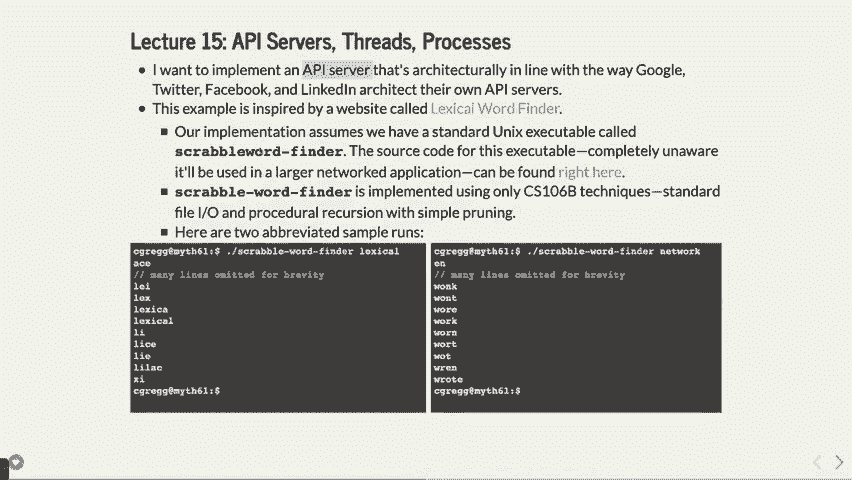 Lecture 15: API Servers, Threads, Processes
I want to implement an API server that's architecturally in line with the way Google,
Twitter, Facebook, and LinkedIn architect their own API servers.
This example is inspired by a website called Lexical Word Finder.
Our implementation assumes we have a standard Unix executable called
scrabbleword-finder. The source code for this executable—completely unaware
it'll be used in a larger networked application—can be found right here.
scrabble-word-finder is implemented using only CS106B techniques—standard
file I/O and procedural recursion with simple pruning.
Here are two abbreviated sample runs:
cgregg@myth61:$ ./scrabble-word-finder lexical
ace
// many lines omitted for brevity
lei
lex
lexica
lexical
li
lice
lie
lilac
xi
cgregg@myth61:$
cgregg@myth61:$ ./scrabble-word-finder network
en
// many lines omitted for brevity
wonk
wont
wore
work
worn
wort
wot
wren
wrote
cgregg@myth61:$